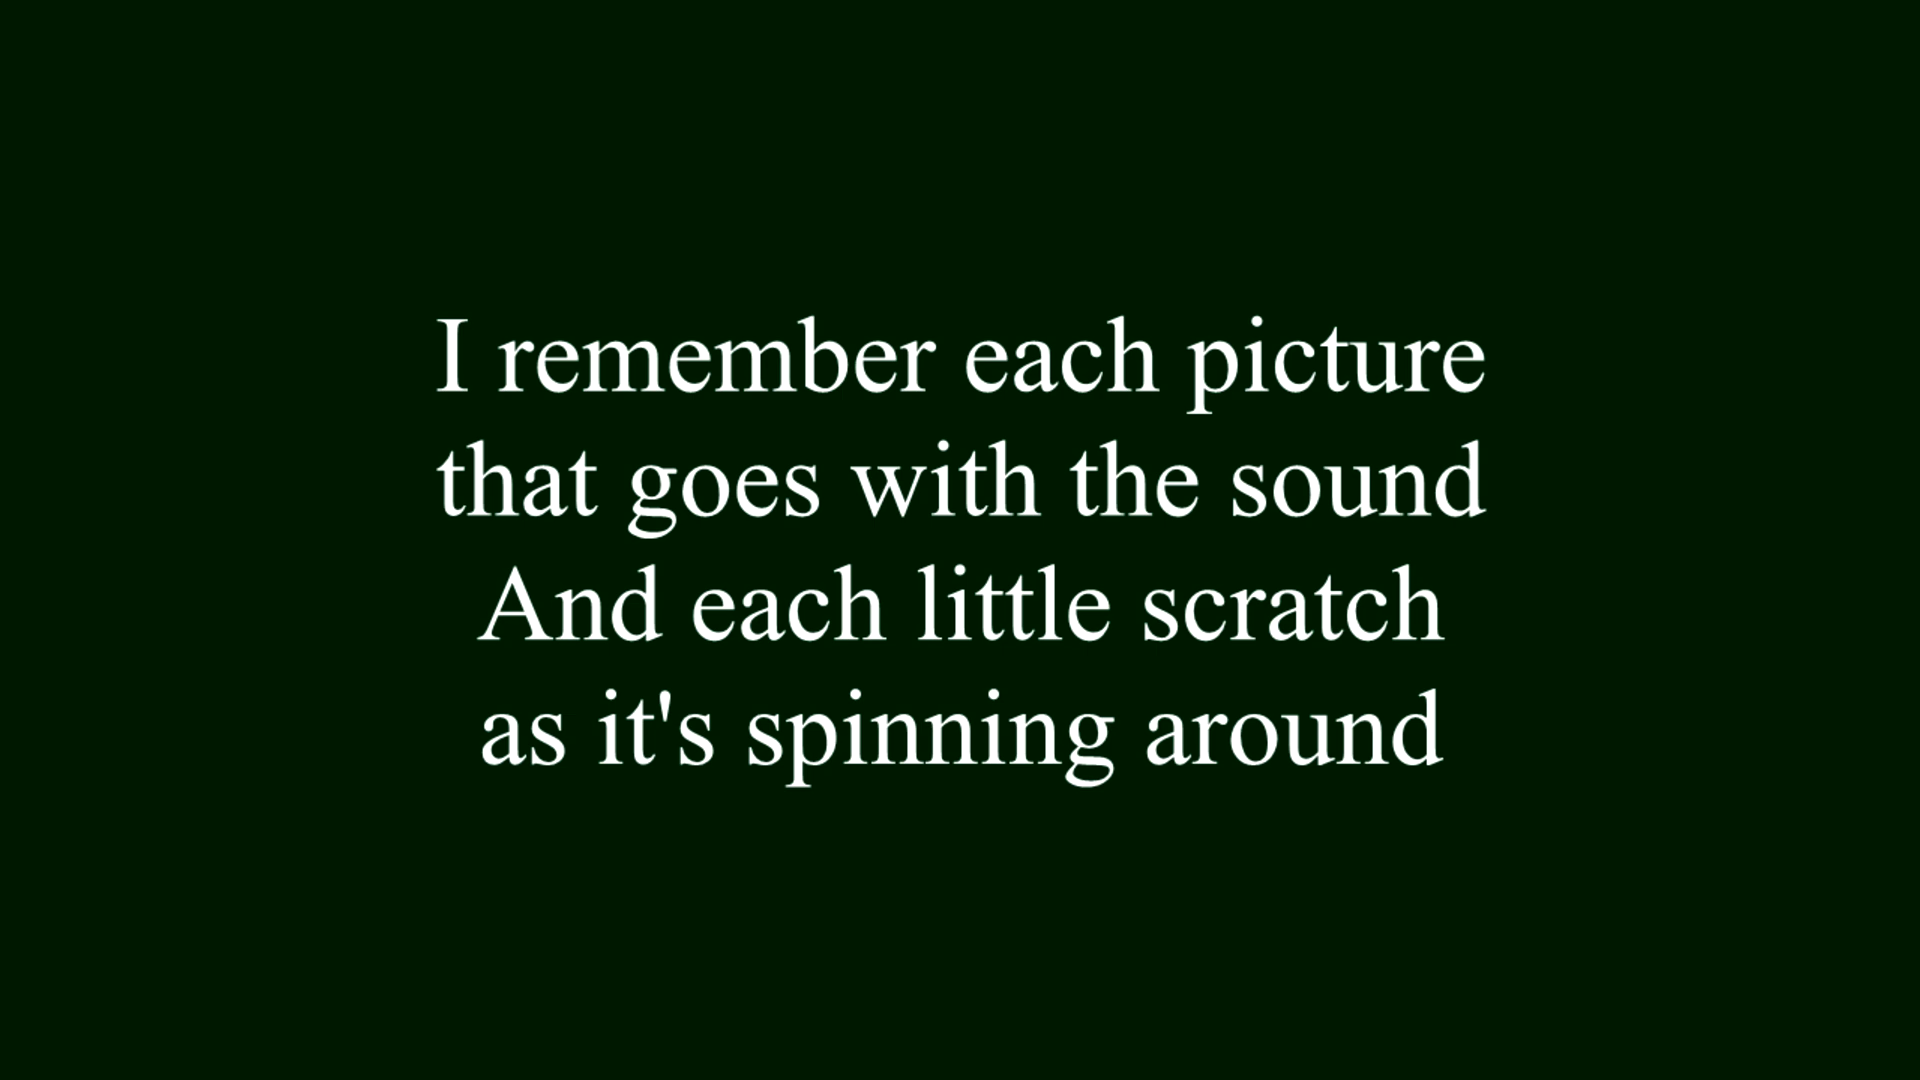 I remember each picture
that goes with the sound
And each little scratch
as it's spinning around